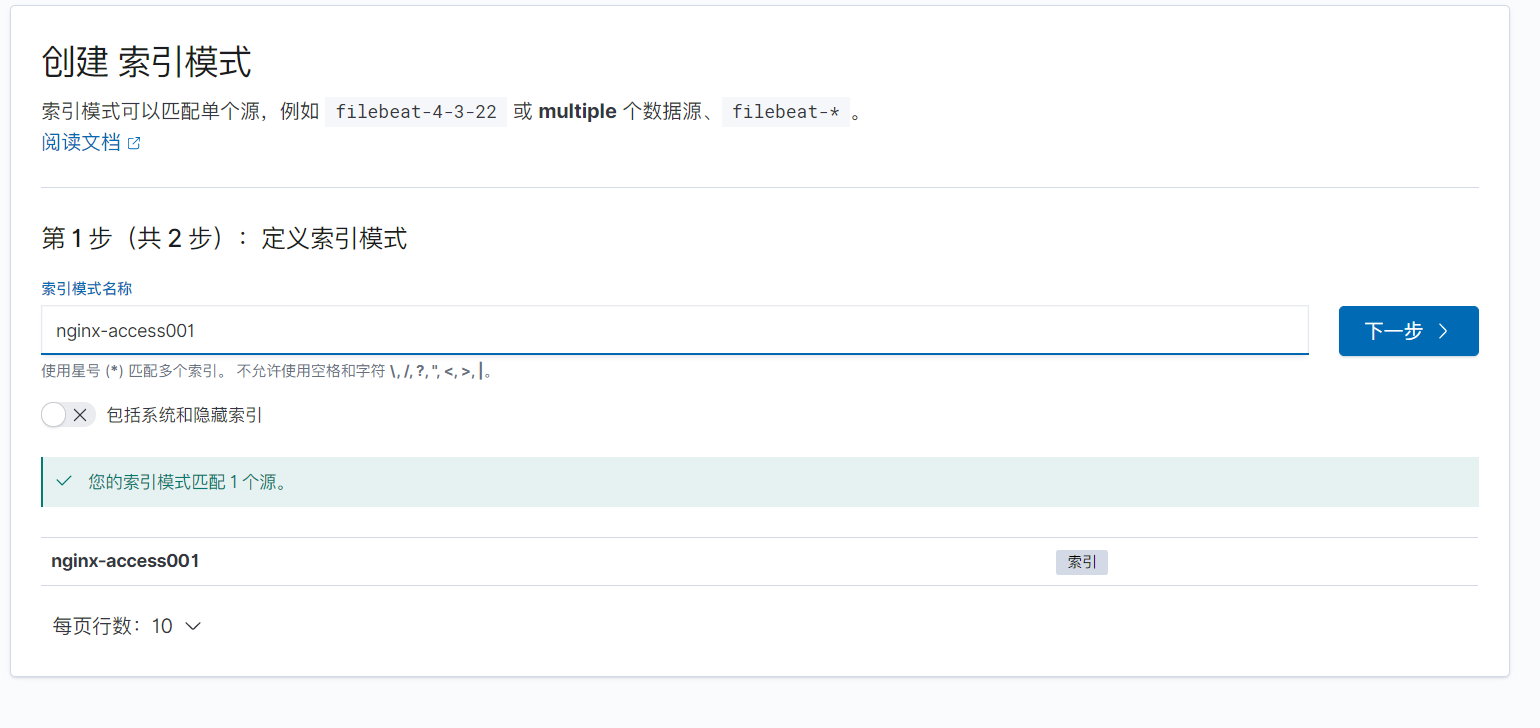 创建 索引模式
索引模式可以匹配单个源，例如 filebeat-4-3-22 或 multiple 个数据源、 filebeat-* 。
阅读文档
第 1 步（共 2 步）：定义索引模式
索引模式名称
nginx-access001
下一步
使用星号 (*) 匹配多个索引。 不允许使用空格和字符 \, /, ?, ", <, >, |。
包括系统和隐藏索引
您的索引模式匹配 1 个源。
nginx-access001 索引
每页行数：10